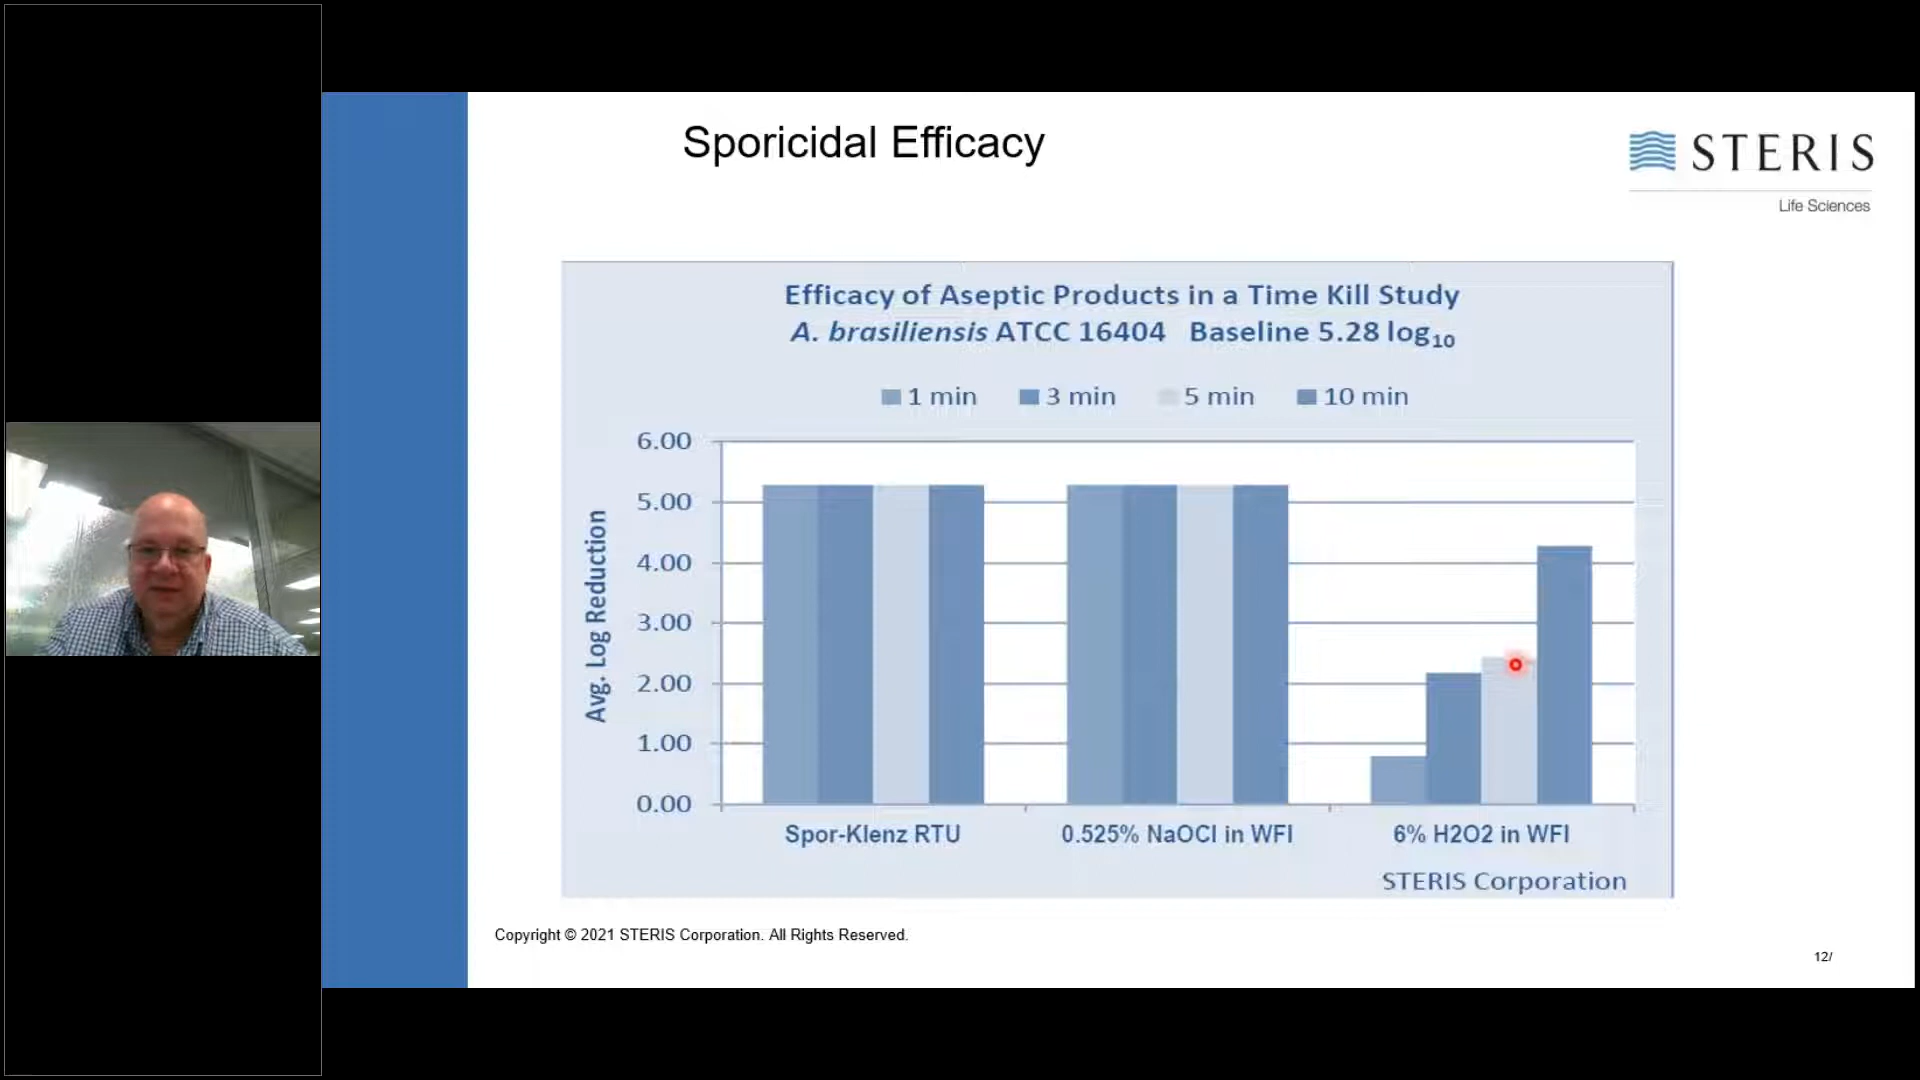 Sporicidal Efficacy
STERIS
Life Sciences
Efficacy of Aseptic Products in a Time Kill Study
A. brasiliensis ATCC 16404 Baseline 5.28 log10
1 min 3 min 5 min 10 min
6.00
5.00
4.00
3.00
2.00
1.00
0.00
Avg. Log Reduction
Spor-Klenz RTU 0.525% NaOCl in WFI 6% H2O2 in WFI
STERIS Corporation
Copyright © 2021 STERIS Corporation. All Rights Reserved.
12/